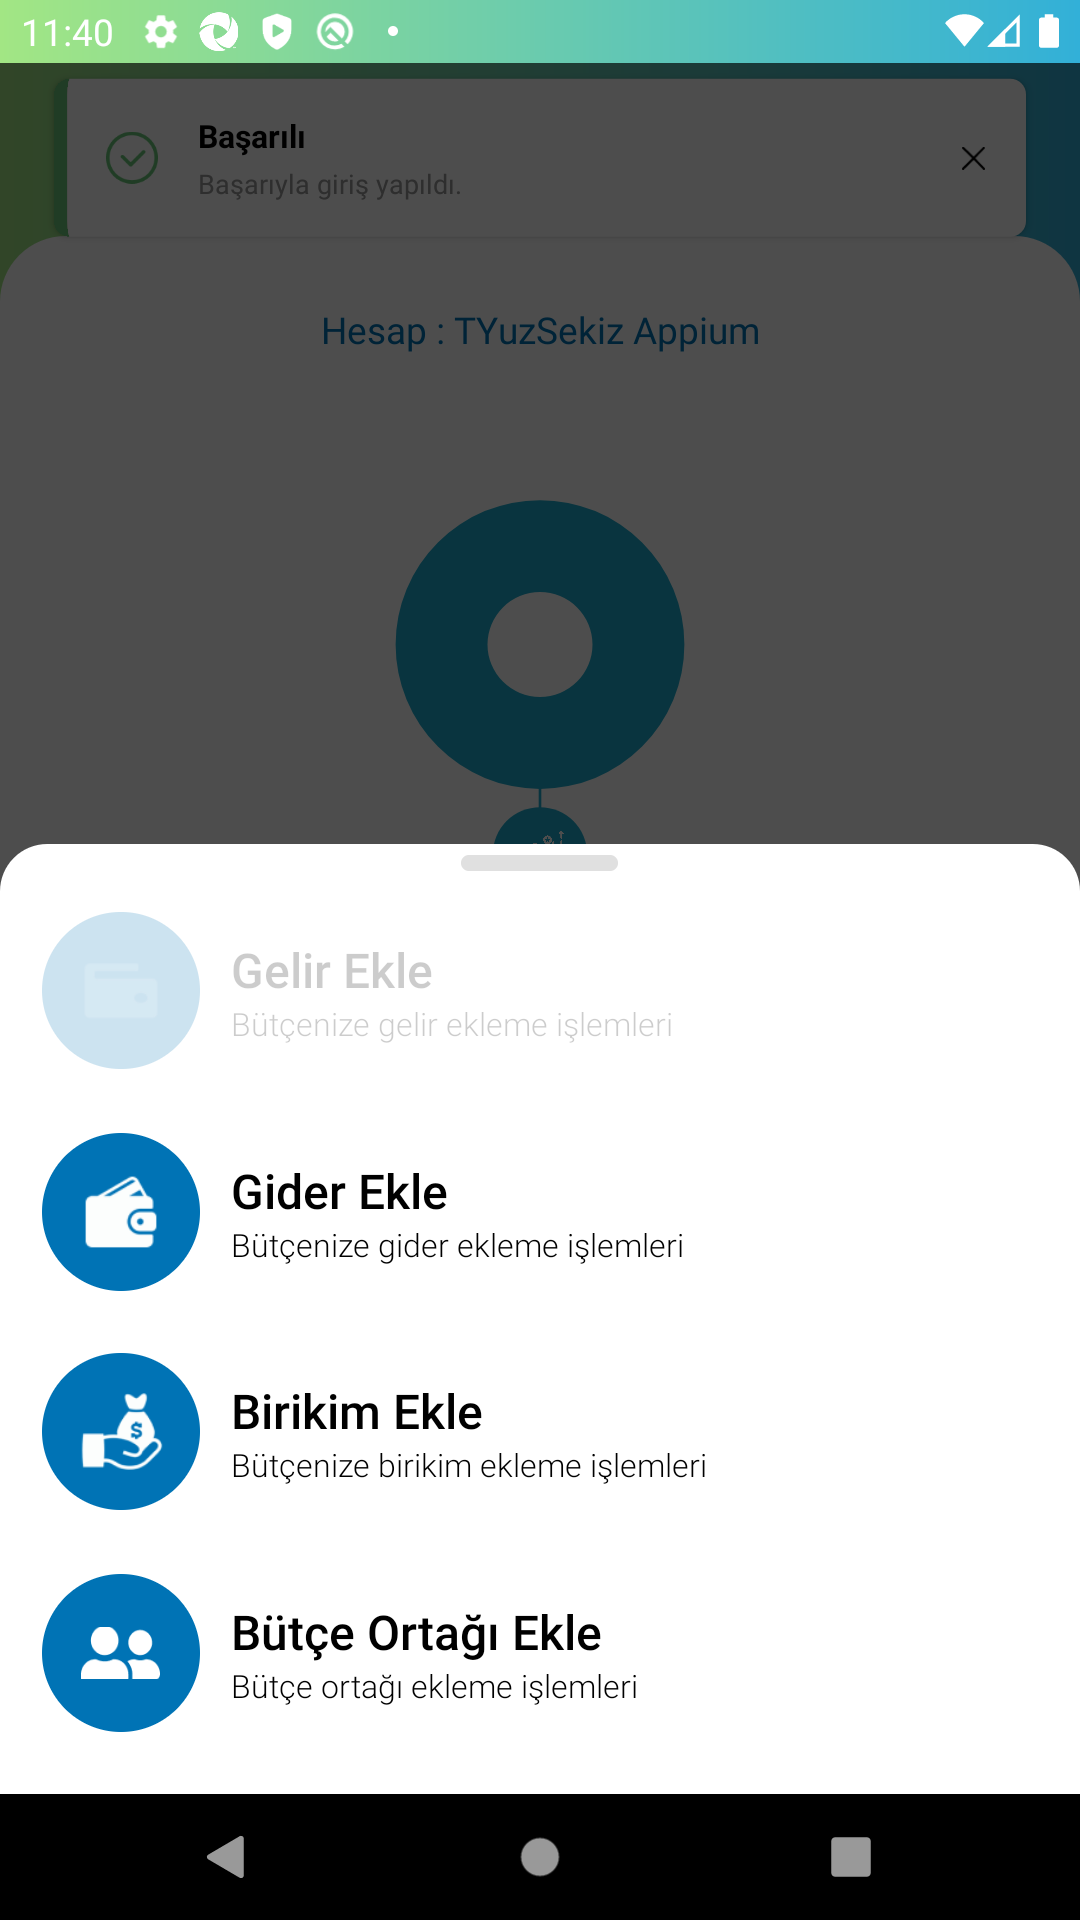 11:40
Başarılı
Başarıyla giriş yapıldı.
Hesap : TYuzSekiz Appium
Gelir Ekle
Bütçenize gelir ekleme işlemleri
Gider Ekle
Bütçenize gider ekleme işlemleri
Birikim Ekle
Bütçenize birikim ekleme işlemleri
Bütçe Ortağı Ekle
Bütçe ortağı ekleme işlemleri